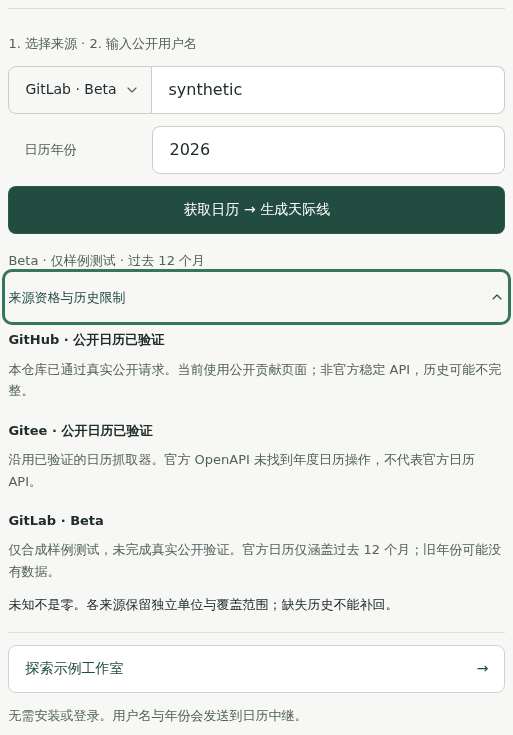 1. 选择来源 · 2. 输入公开用户名
GitLab · Beta
synthetic
日历年份
2026
获取日历 → 生成天际线
Beta · 仅样例测试 · 过去 12 个月
来源资格与历史限制
GitHub · 公开日历已验证
本仓库已通过真实公开请求。当前使用公开贡献页面；非官方稳定 API，历史可能不完
整。
Gitee · 公开日历已验证
沿用已验证的日历抓取器。官方 OpenAPI 未找到年度日历操作，不代表官方日历
API。
GitLab · Beta
仅合成样例测试，未完成真实公开验证。官方日历仅涵盖过去 12 个月；旧年份可能没
有数据。
未知不是零。各来源保留独立单位与覆盖范围；缺失历史不能补回。
探索示例工作室 →
无需安装或登录。用户名与年份会发送到日历中继。